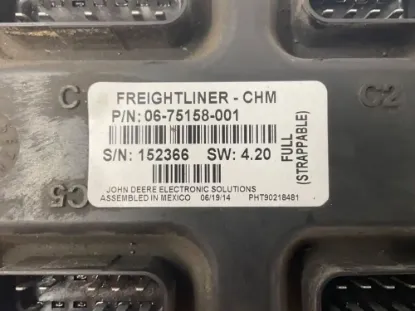 FREIGHTLINER - CHM
P/N: 06-75158-001
C
C2
S/N: 152366 SW: 4.20
FULL
(STRAPPABLE)
JOHN DEERE ELECTRONIC SOLUTIONS
ASSEMBLED IN MEXICO 06/19/14 PHT90218481
C5